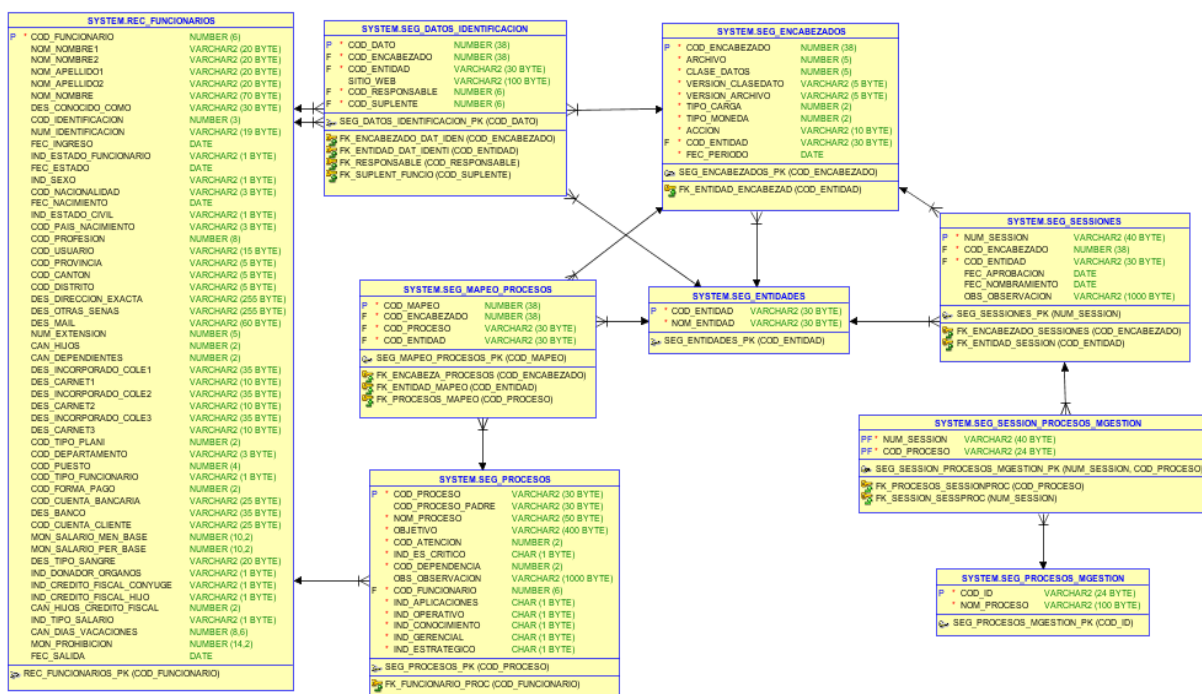 SYSTEM.REC_FUNCIONARIOS
P * COD_FUNCIONARIO NUMBER (6)
NOM_NOMBRE1 VARCHAR2 (20 BYTE)
NOM_NOMBRE2 VARCHAR2 (20 BYTE)
NOM_APELLIDO1 VARCHAR2 (20 BYTE)
NOM_APELLIDO2 VARCHAR2 (20 BYTE)
NOM_NOMBRE VARCHAR2 (70 BYTE)
DES_CONOCIDO_COMO VARCHAR2 (30 BYTE)
COD_IDENTIFICACION NUMBER (3)
NUM_IDENTIFICACION VARCHAR2 (19 BYTE)
FEC_INGRESO DATE
IND_ESTADO_FUNCIONARIO VARCHAR2 (1 BYTE)
FEC_ESTADO DATE
IND_SEXO VARCHAR2 (1 BYTE)
COD_NACIONALIDAD VARCHAR2 (3 BYTE)
FEC_NACIMIENTO DATE
IND_ESTADO_CIVIL VARCHAR2 (1 BYTE)
COD_PAIS_NACIMIENTO VARCHAR2 (3 BYTE)
COD_PROFESION NUMBER (8)
COD_USUARIO VARCHAR2 (15 BYTE)
COD_PROVINCIA VARCHAR2 (5 BYTE)
COD_CANTON VARCHAR2 (5 BYTE)
COD_DISTRITO VARCHAR2 (5 BYTE)
DES_DIRECCION_EXACTA VARCHAR2 (255 BYTE)
DES_OTRAS_SENAS VARCHAR2 (255 BYTE)
DES_MAIL VARCHAR2 (60 BYTE)
NUM_EXTENSION NUMBER (5)
CAN_HIJOS NUMBER (2)
CAN_DEPENDIENTES NUMBER (2)
DES_INCORPORADO_COLE1 VARCHAR2 (35 BYTE)
DES_CARNET1 VARCHAR2 (10 BYTE)
DES_INCORPORADO_COLE2 VARCHAR2 (35 BYTE)
DES_CARNET2 VARCHAR2 (10 BYTE)
DES_INCORPORADO_COLE3 VARCHAR2 (35 BYTE)
DES_CARNET3 VARCHAR2 (10 BYTE)
COD_TIPO_PLANI NUMBER (2)
COD_DEPARTAMENTO VARCHAR2 (3 BYTE)
COD_PUESTO NUMBER (4)
COD_TIPO_FUNCIONARIO VARCHAR2 (1 BYTE)
COD_FORMA_PAGO NUMBER (2)
COD_CUENTA_BANCARIA VARCHAR2 (25 BYTE)
DES_BANCO VARCHAR2 (35 BYTE)
COD_CUENTA_CLIENTE VARCHAR2 (25 BYTE)
MON_SALARIO_MEN_BASE NUMBER (10,2)
MON_SALARIO_PER_BASE NUMBER (10,2)
DES_TIPO_SANGRE VARCHAR2 (20 BYTE)
IND_DONADOR_ORGANOS VARCHAR2 (1 BYTE)
IND_CREDITO_FISCAL_CONYUGE VARCHAR2 (1 BYTE)
IND_CREDITO_FISCAL_HIJO VARCHAR2 (1 BYTE)
CAN_HIJOS_CREDITO_FISCAL NUMBER (2)
IND_TIPO_SALARIO VARCHAR2 (1 BYTE)
CAN_DIAS_VACACIONES NUMBER (8,6)
MON_PROHIBICION NUMBER (14,2)
FEC_SALIDA DATE
REC_FUNCIONARIOS_PK (COD_FUNCIONARIO)
SYSTEM.SEG_DATOS_IDENTIFICACION
P * COD_DATO NUMBER (38)
F * COD_ENCABEZADO NUMBER (38)
F * COD_ENTIDAD VARCHAR2 (30 BYTE)
SITIO_WEB VARCHAR2 (100 BYTE)
F * COD_RESPONSABLE NUMBER (6)
F * COD_SUPLENTE NUMBER (6)
SEG_DATOS_IDENTIFICACION_PK (COD_DATO)
FK_ENCABEZADO_DAT_IDEN (COD_ENCABEZADO)
FK_ENTIDAD_DAT_IDENTI (COD_ENTIDAD)
FK_RESPONSABLE (COD_RESPONSABLE)
FK_SUPLENT_FUNCIO (COD_SUPLENTE)
SYSTEM.SEG_ENCABEZADOS
P * COD_ENCABEZADO NUMBER (38)
* ARCHIVO NUMBER (5)
* CLASE_DATOS NUMBER (5)
* VERSION_CLASEDATO VARCHAR2 (5 BYTE)
* VERSION_ARCHIVO VARCHAR2 (5 BYTE)
* TIPO_CARGA NUMBER (2)
* TIPO_MONEDA NUMBER (2)
* ACCION VARCHAR2 (10 BYTE)
F * COD_ENTIDAD VARCHAR2 (30 BYTE)
* FEC_PERIODO DATE
SEG_ENCABEZADOS_PK (COD_ENCABEZADO)
FK_ENTIDAD_ENCABEZAD (COD_ENTIDAD)
SYSTEM.SEG_SESSIONES
P * NUM_SESSION VARCHAR2 (40 BYTE)
F * COD_ENCABEZADO NUMBER (38)
F * COD_ENTIDAD VARCHAR2 (30 BYTE)
FEC_APROBACION DATE
FEC_NOMBRAMIENTO DATE
OBS_OBSERVACION VARCHAR2 (1000 BYTE)
SEG_SESSIONES_PK (NUM_SESSION)
FK_ENCABEZADO_SESSIONES (COD_ENCABEZADO)
FK_ENTIDAD_SESSION (COD_ENTIDAD)
SYSTEM.SEG_MAPEO_PROCESOS
P * COD_MAPEO NUMBER (38)
F * COD_ENCABEZADO NUMBER (38)
F * COD_PROCESO VARCHAR2 (30 BYTE)
F * COD_ENTIDAD VARCHAR2 (30 BYTE)
SEG_MAPEO_PROCESOS_PK (COD_MAPEO)
FK_ENCABEZA_PROCESOS (COD_ENCABEZADO)
FK_ENTIDAD_MAPEO (COD_ENTIDAD)
FK_PROCESOS_MAPEO (COD_PROCESO)
SYSTEM.SEG_ENTIDADES
P * COD_ENTIDAD VARCHAR2 (30 BYTE)
* NOM_ENTIDAD VARCHAR2 (30 BYTE)
SEG_ENTIDADES_PK (COD_ENTIDAD)
SYSTEM.SEG_SESSION_PROCESOS_MGESTION
PF * NUM_SESSION VARCHAR2 (40 BYTE)
PF * COD_PROCESO VARCHAR2 (24 BYTE)
SEG_SESSION_PROCESOS_MGESTION_PK (NUM_SESSION, COD_PROCESO)
FK_PROCESOS_SESSIONPROC (COD_PROCESO)
FK_SESSION_SESSPROC (NUM_SESSION)
SYSTEM.SEG_PROCESOS
P * COD_PROCESO VARCHAR2 (30 BYTE)
COD_PROCESO_PADRE VARCHAR2 (30 BYTE)
* NOM_PROCESO VARCHAR2 (50 BYTE)
* OBJETIVO VARCHAR2 (400 BYTE)
* COD_ATENCION NUMBER (2)
* IND_ES_CRITICO CHAR (1 BYTE)
* COD_DEPENDENCIA NUMBER (2)
OBS_OBSERVACION VARCHAR2 (1000 BYTE)
F * COD_FUNCIONARIO NUMBER (6)
* IND_APLICACIONES CHAR (1 BYTE)
* IND_OPERATIVO CHAR (1 BYTE)
* IND_CONOCIMIENTO CHAR (1 BYTE)
* IND_GERENCIAL CHAR (1 BYTE)
* IND_ESTRATEGICO CHAR (1 BYTE)
SEG_PROCESOS_PK (COD_PROCESO)
FK_FUNCIONARIO_PROC (COD_FUNCIONARIO)
SYSTEM.SEG_PROCESOS_MGESTION
P * COD_ID VARCHAR2 (24 BYTE)
* NOM_PROCESO VARCHAR2 (100 BYTE)
SEG_PROCESOS_MGESTION_PK (COD_ID)